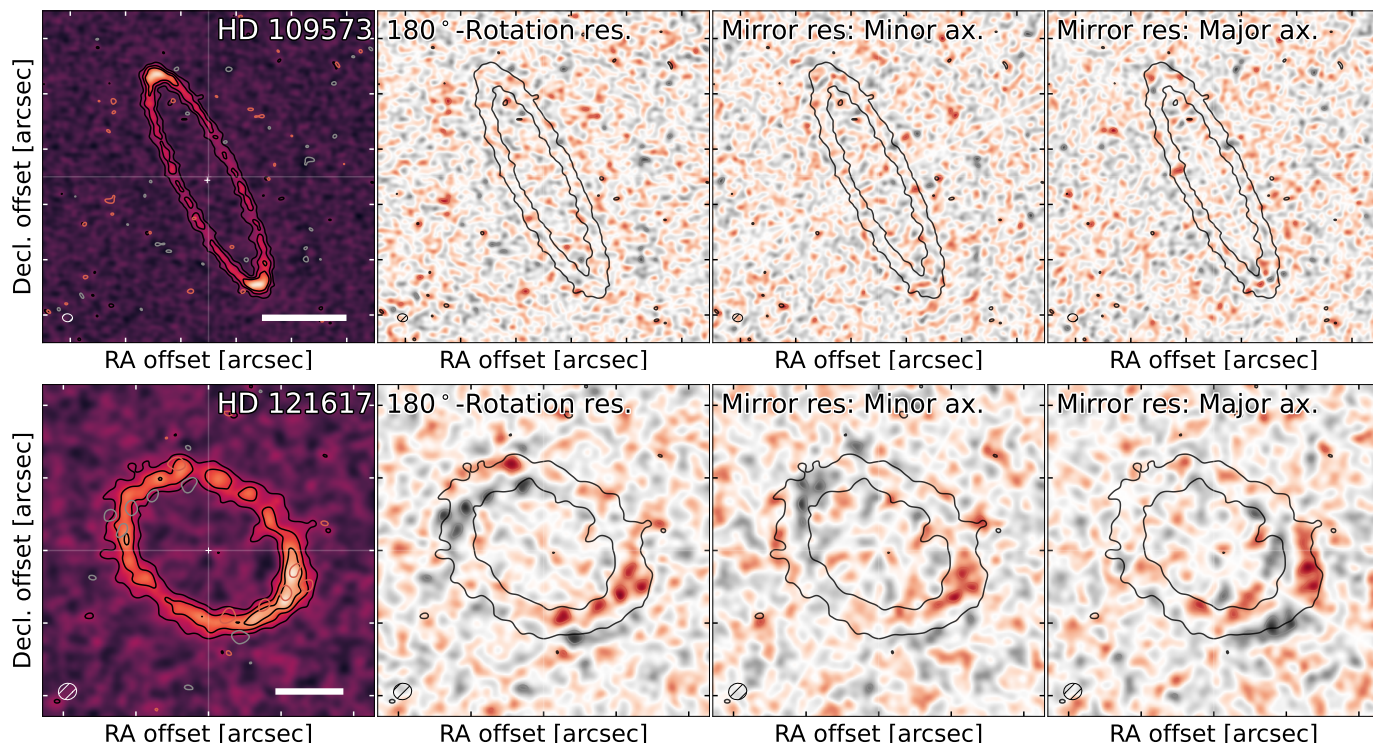 HD 109573
180°-Rotation res.
Mirror res: Minor ax.
Mirror res: Major ax.
Decl. offset [arcsec]
RA offset [arcsec]
RA offset [arcsec]
RA offset [arcsec]
RA offset [arcsec]
HD 121617
180°-Rotation res.
Mirror res: Minor ax.
Mirror res: Major ax.
Decl. offset [arcsec]
RA offset [arcsec]
RA offset [arcsec]
RA offset [arcsec]
RA offset [arcsec]